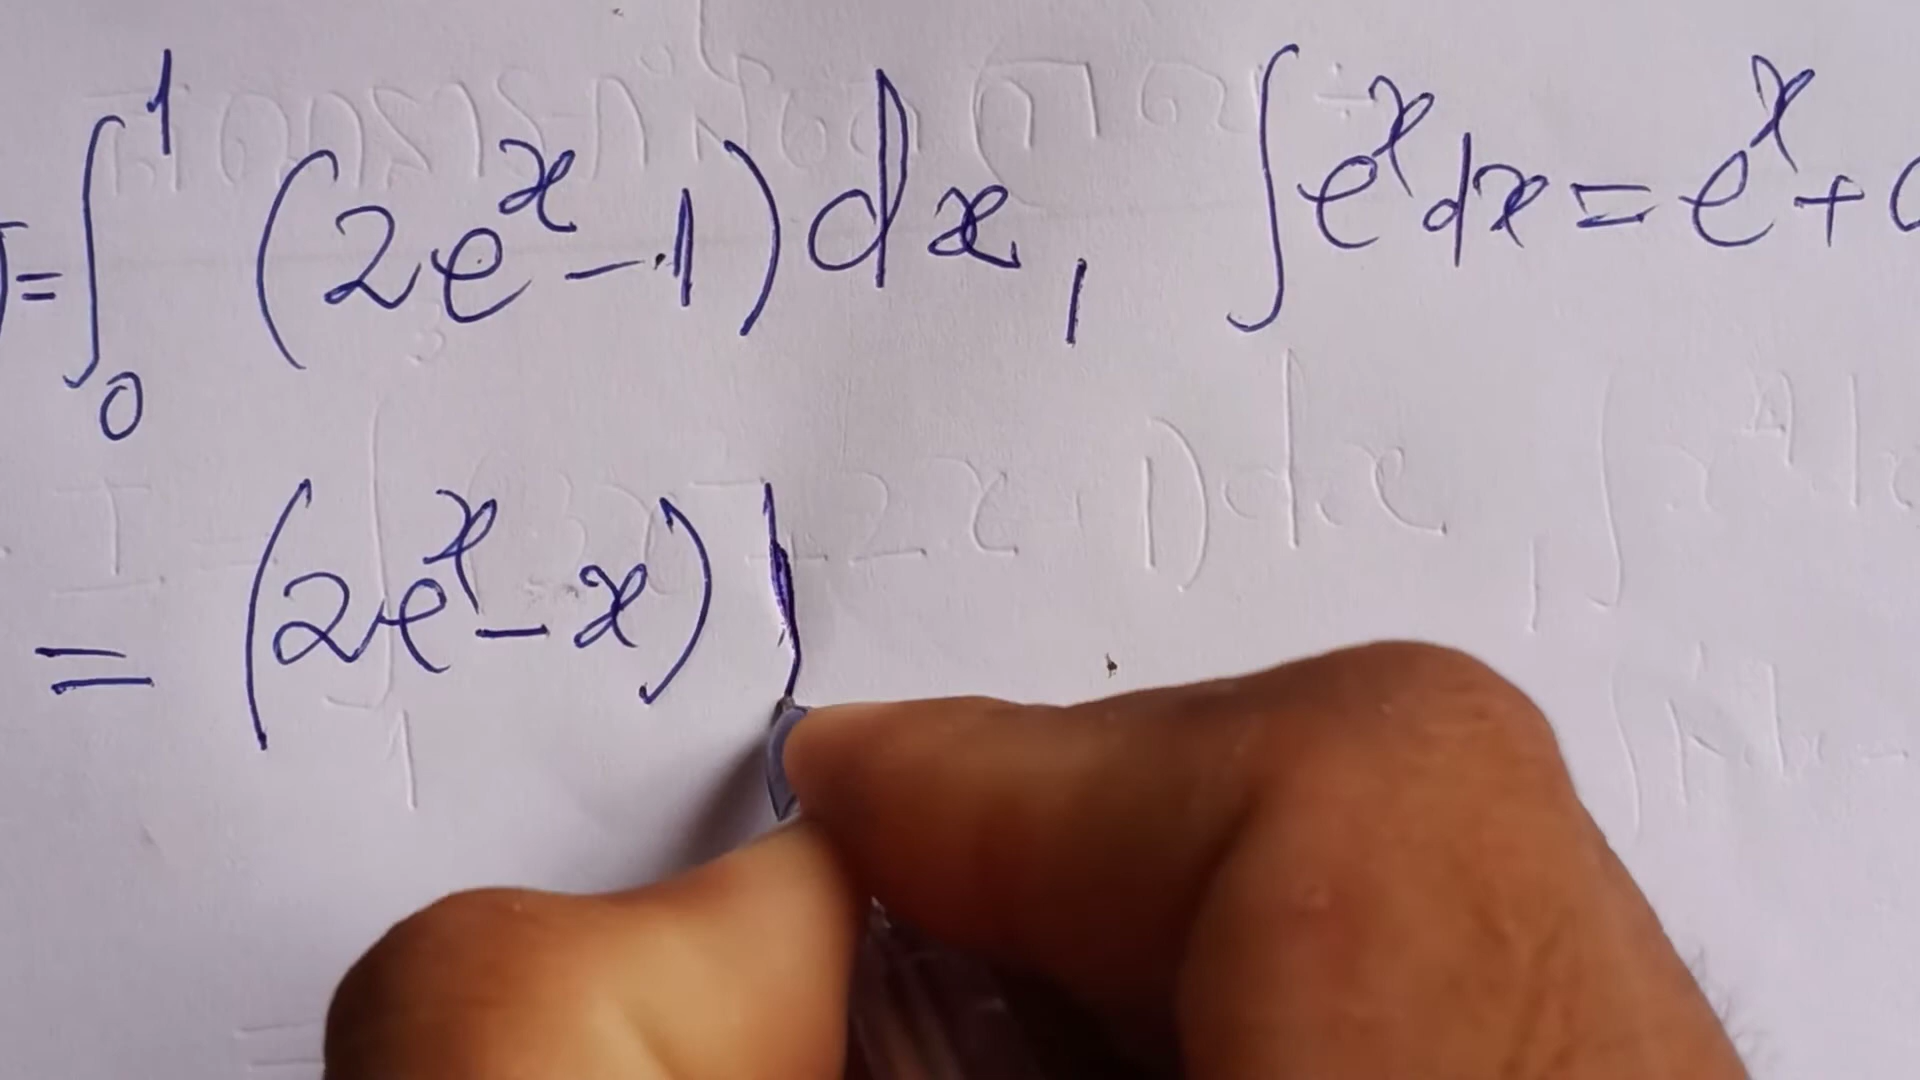 I = ∫₀¹ (2eˣ - 1) dx , ∫ eˣ dx = eˣ + C
= (2eˣ - x) |